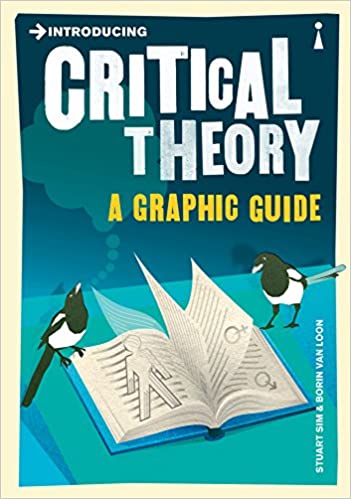 INTRODUCING
CRITICAL
THEORY
A GRAPHIC GUIDE
STUART SIM & BORIN VAN LOON